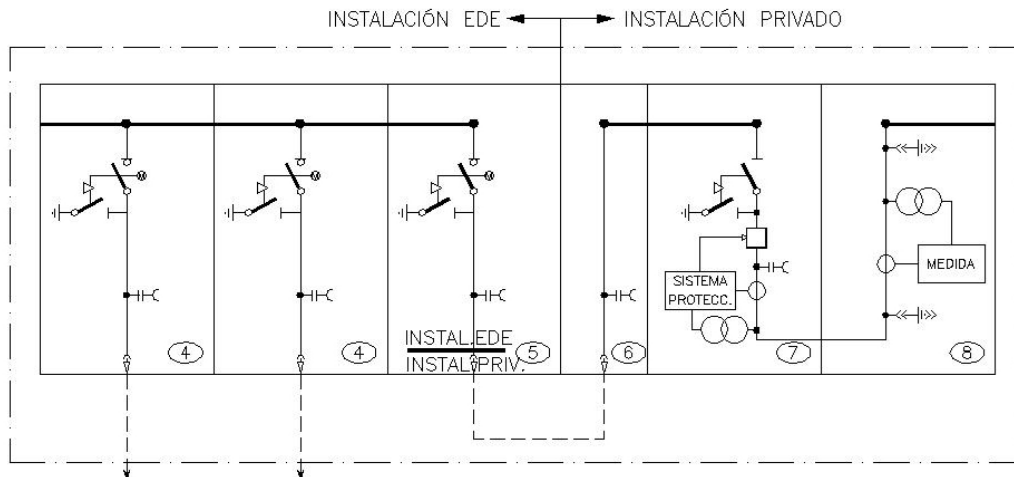 INSTALACIÓN EDE
INSTALACIÓN PRIVADO
M
M
M
SISTEMA
PROTECC.
MEDIDA
INSTAL.EDE
INSTAL.PRIV.
4
4
5
6
7
8